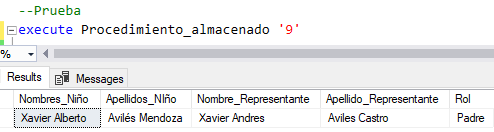 --Prueba
execute Procedimiento_almacenado '9'
%
Results Messages
Nombres_Niño Apellidos_NIño Nombre_Representante Apellido_Representante Rol
Xavier Alberto Avilés Mendoza Xavier Andres Aviles Castro Padre